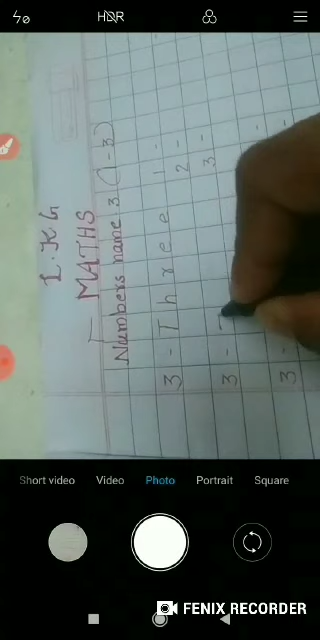 HDR
L.K.G
MATHS
Numbers name 3 (1-3)
3 - Three 1 -
3 - 2 -
3 - 3 -
Short video Video Photo Portrait Square
FENIX RECORDER